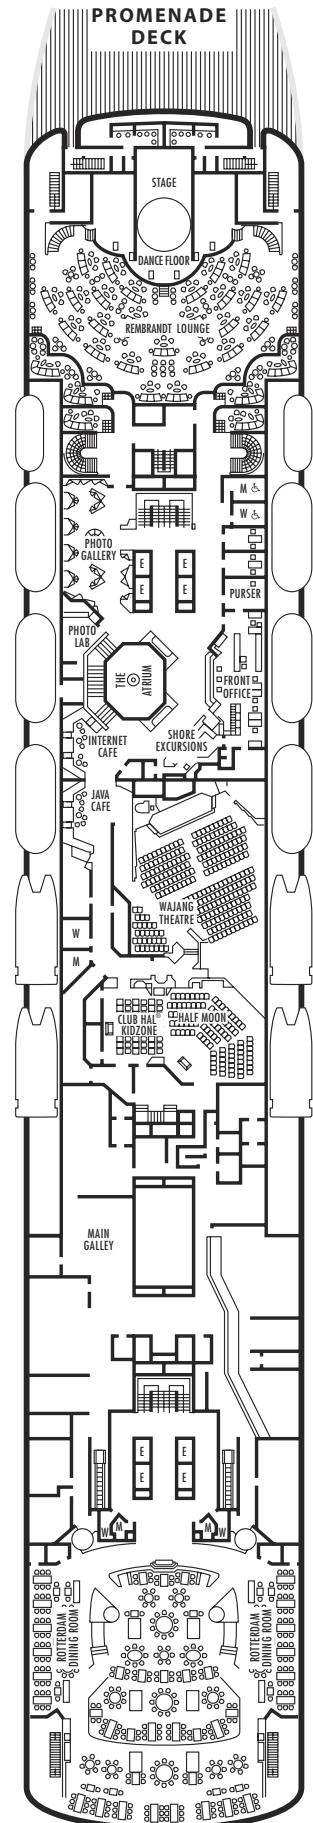 PROMENADE
DECK
STAGE
DANCE FLOOR
REMBRANDT LOUNGE
M
W
PHOTO
GALLERY
E
E
E
E
PURSER
PHOTO
LAB
THE
ATRIUM
FRONT
OFFICE
INTERNET
CAFE
SHORE
EXCURSIONS
JAVA
CAFE
WAJANG
THEATRE
W
M
CLUB HAL®
KIDZONE
HALF MOON
MAIN
GALLEY
E
E
E
E
W
M
M
W
ROTTERDAM
DINING ROOM
ROTTERDAM
DINING ROOM